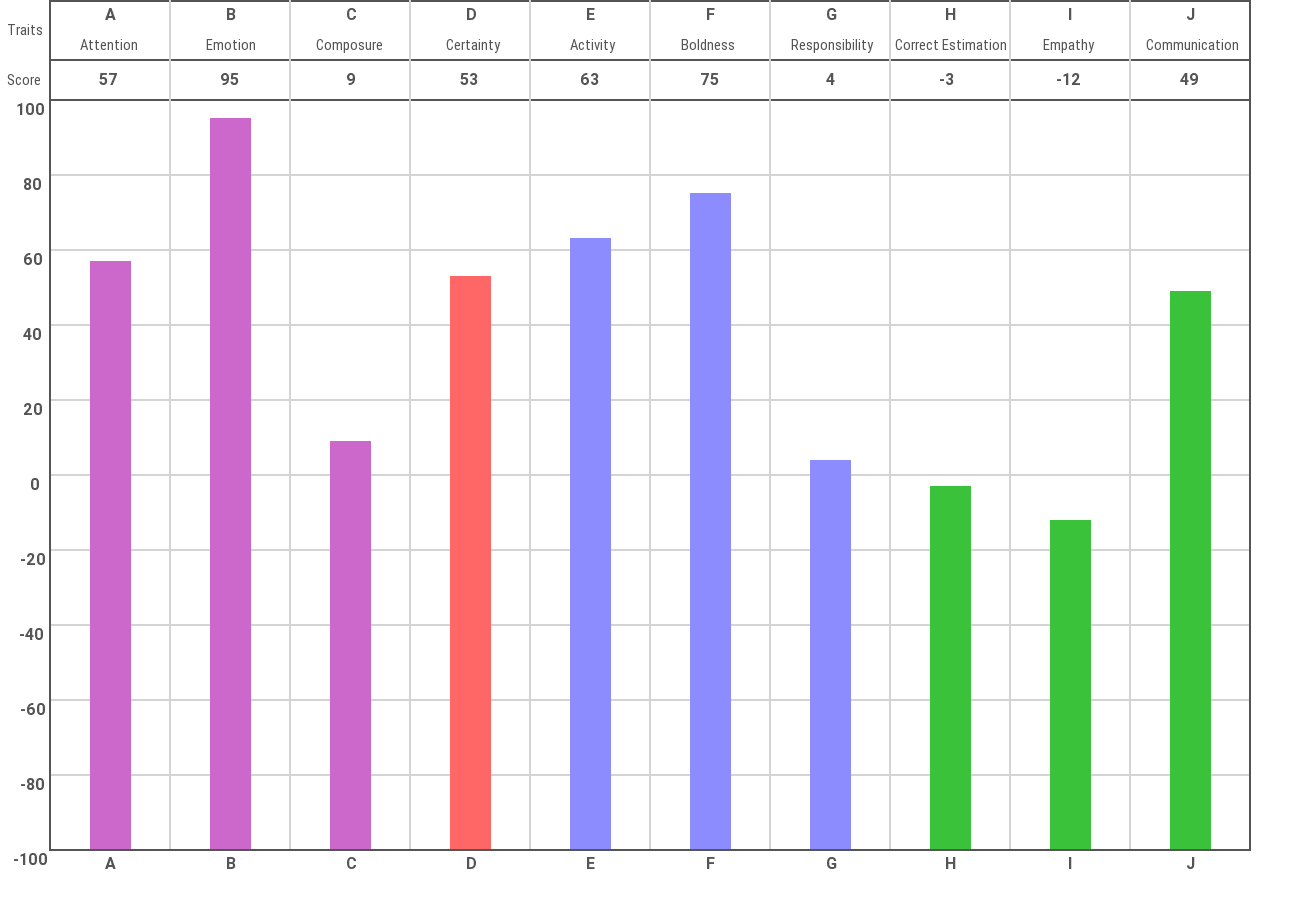 Traits A B C D E F G H I J
Attention Emotion Composure Certainty Activity Boldness Responsibility Correct Estimation Empathy Communication
Score 57 95 9 53 63 75 4 -3 -12 49
100
80
60
40
20
0
-20
-40
-60
-80
-100
A B C D E F G H I J